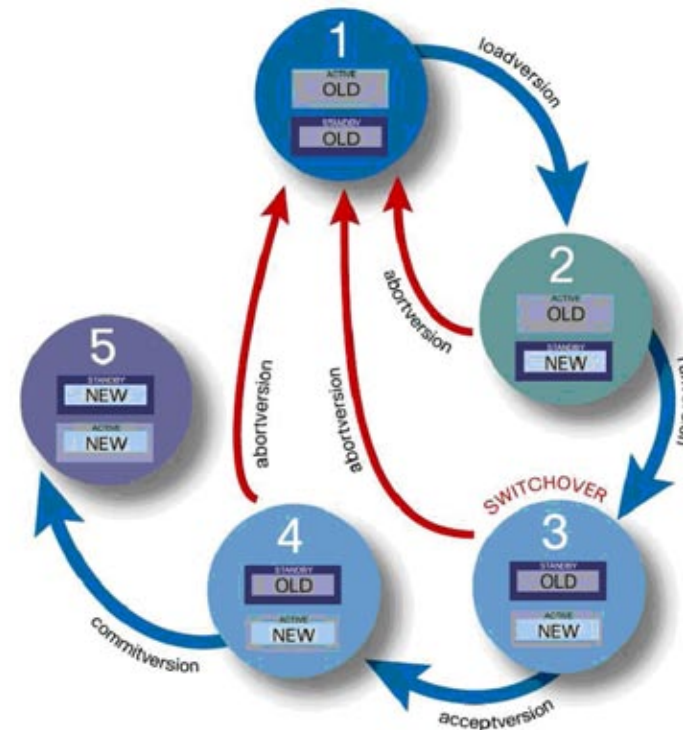 1
ACTIVE
OLD
STANDBY
OLD
loadversion
2
ACTIVE
OLD
STANDBY
NEW
abortversion
SWITCHOVER
3
STANDBY
OLD
ACTIVE
NEW
abortversion
acceptversion
4
STANDBY
OLD
ACTIVE
NEW
abortversion
commitversion
5
STANDBY
NEW
ACTIVE
NEW